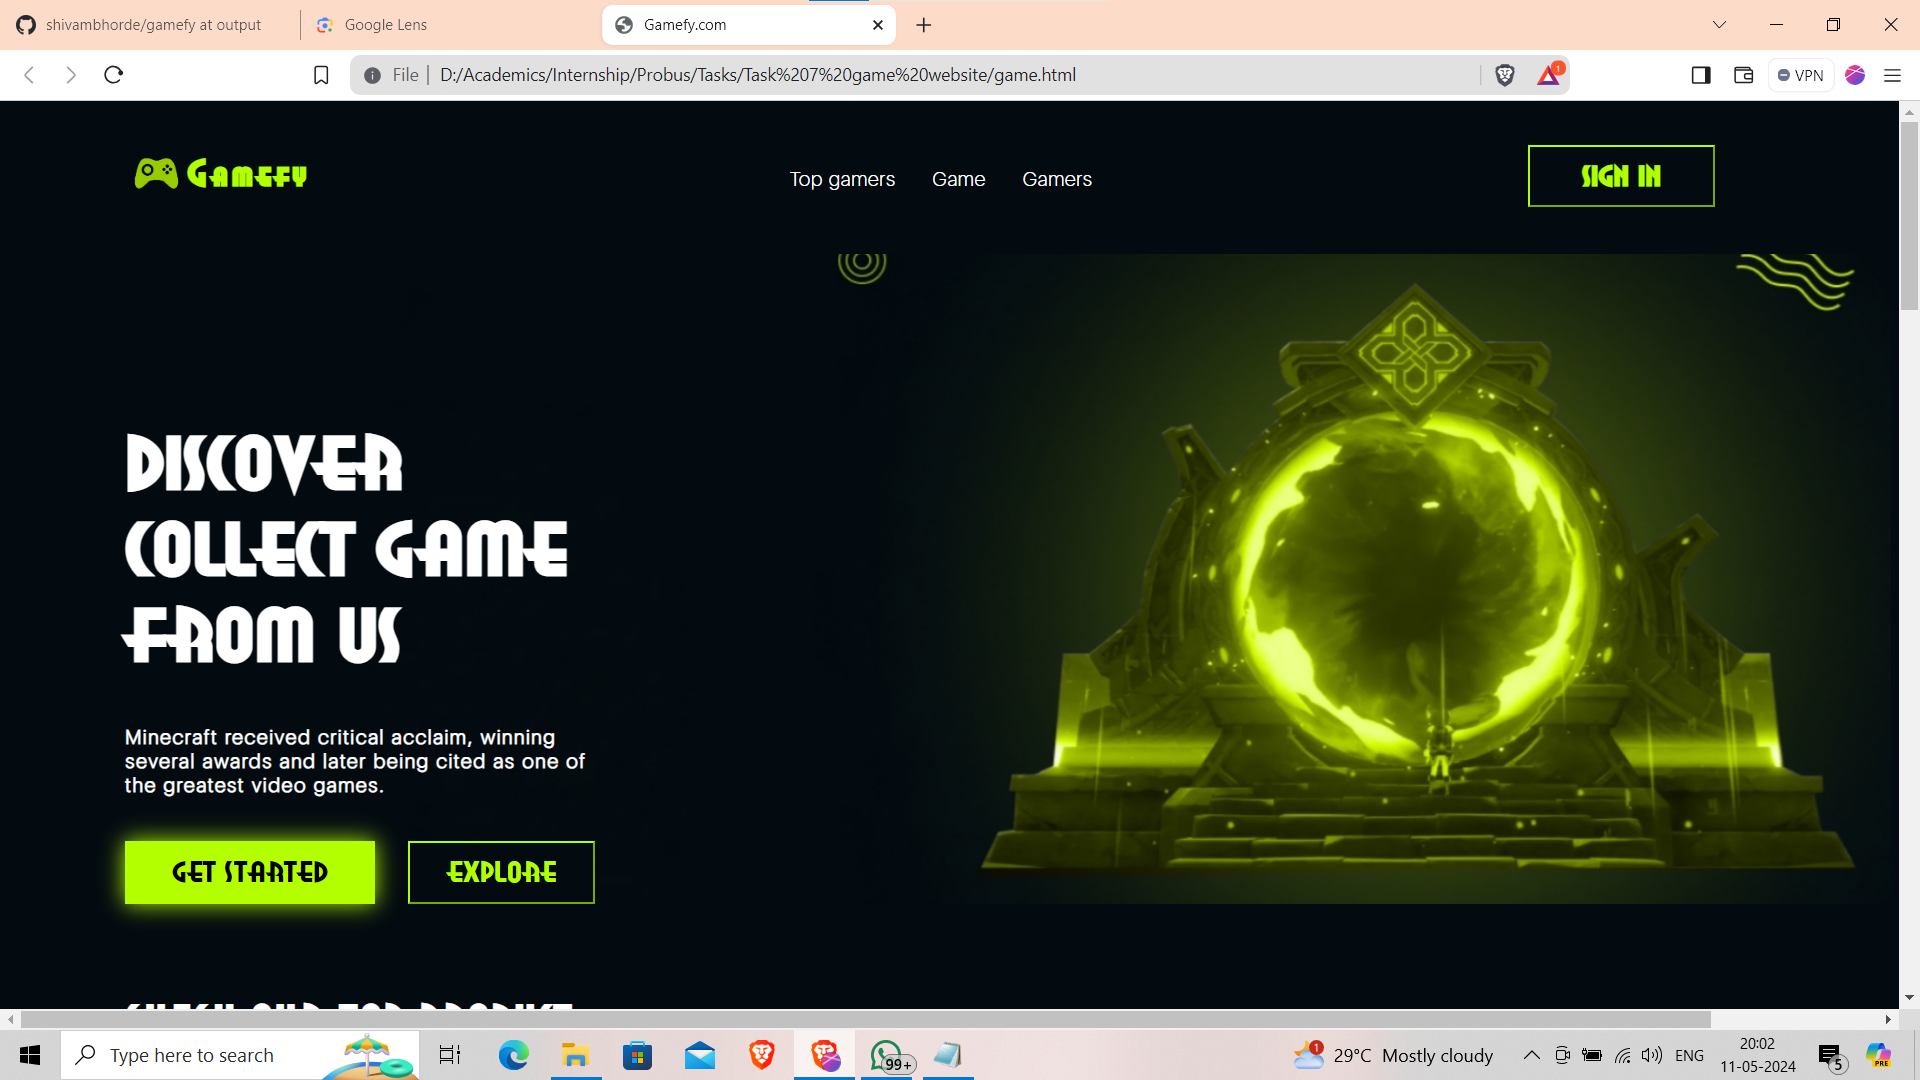 shivambhorde/gamefy at output
Google Lens
Gamefy.com
File
D:/Academics/Internship/Probus/Tasks/Task%207%20game%20website/game.html
1
VPN
Gamefy
Top gamers
Game
Gamers
SIGN IN
DISCOVER
COLLECT GAME
FROM US
Minecraft received critical acclaim, winning
several awards and later being cited as one of
the greatest video games.
GET STARTED
EXPLORE
Type here to search
99+
1
29°C Mostly cloudy
ENG
20:02
11-05-2024
5
PRE